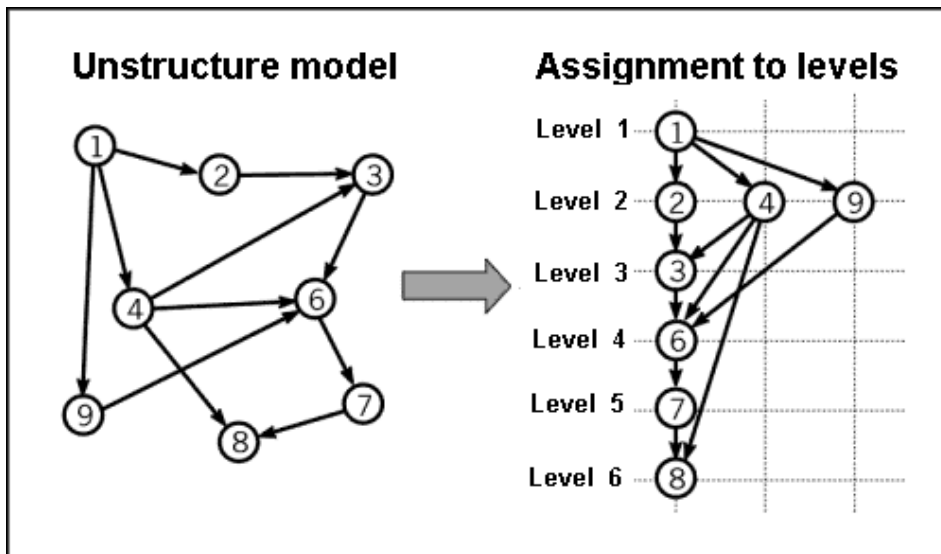 Unstructure model
Assignment to levels
1
2
3
4
6
9
7
8
Level 1
1
Level 2
2
4
9
Level 3
3
Level 4
6
Level 5
7
Level 6
8